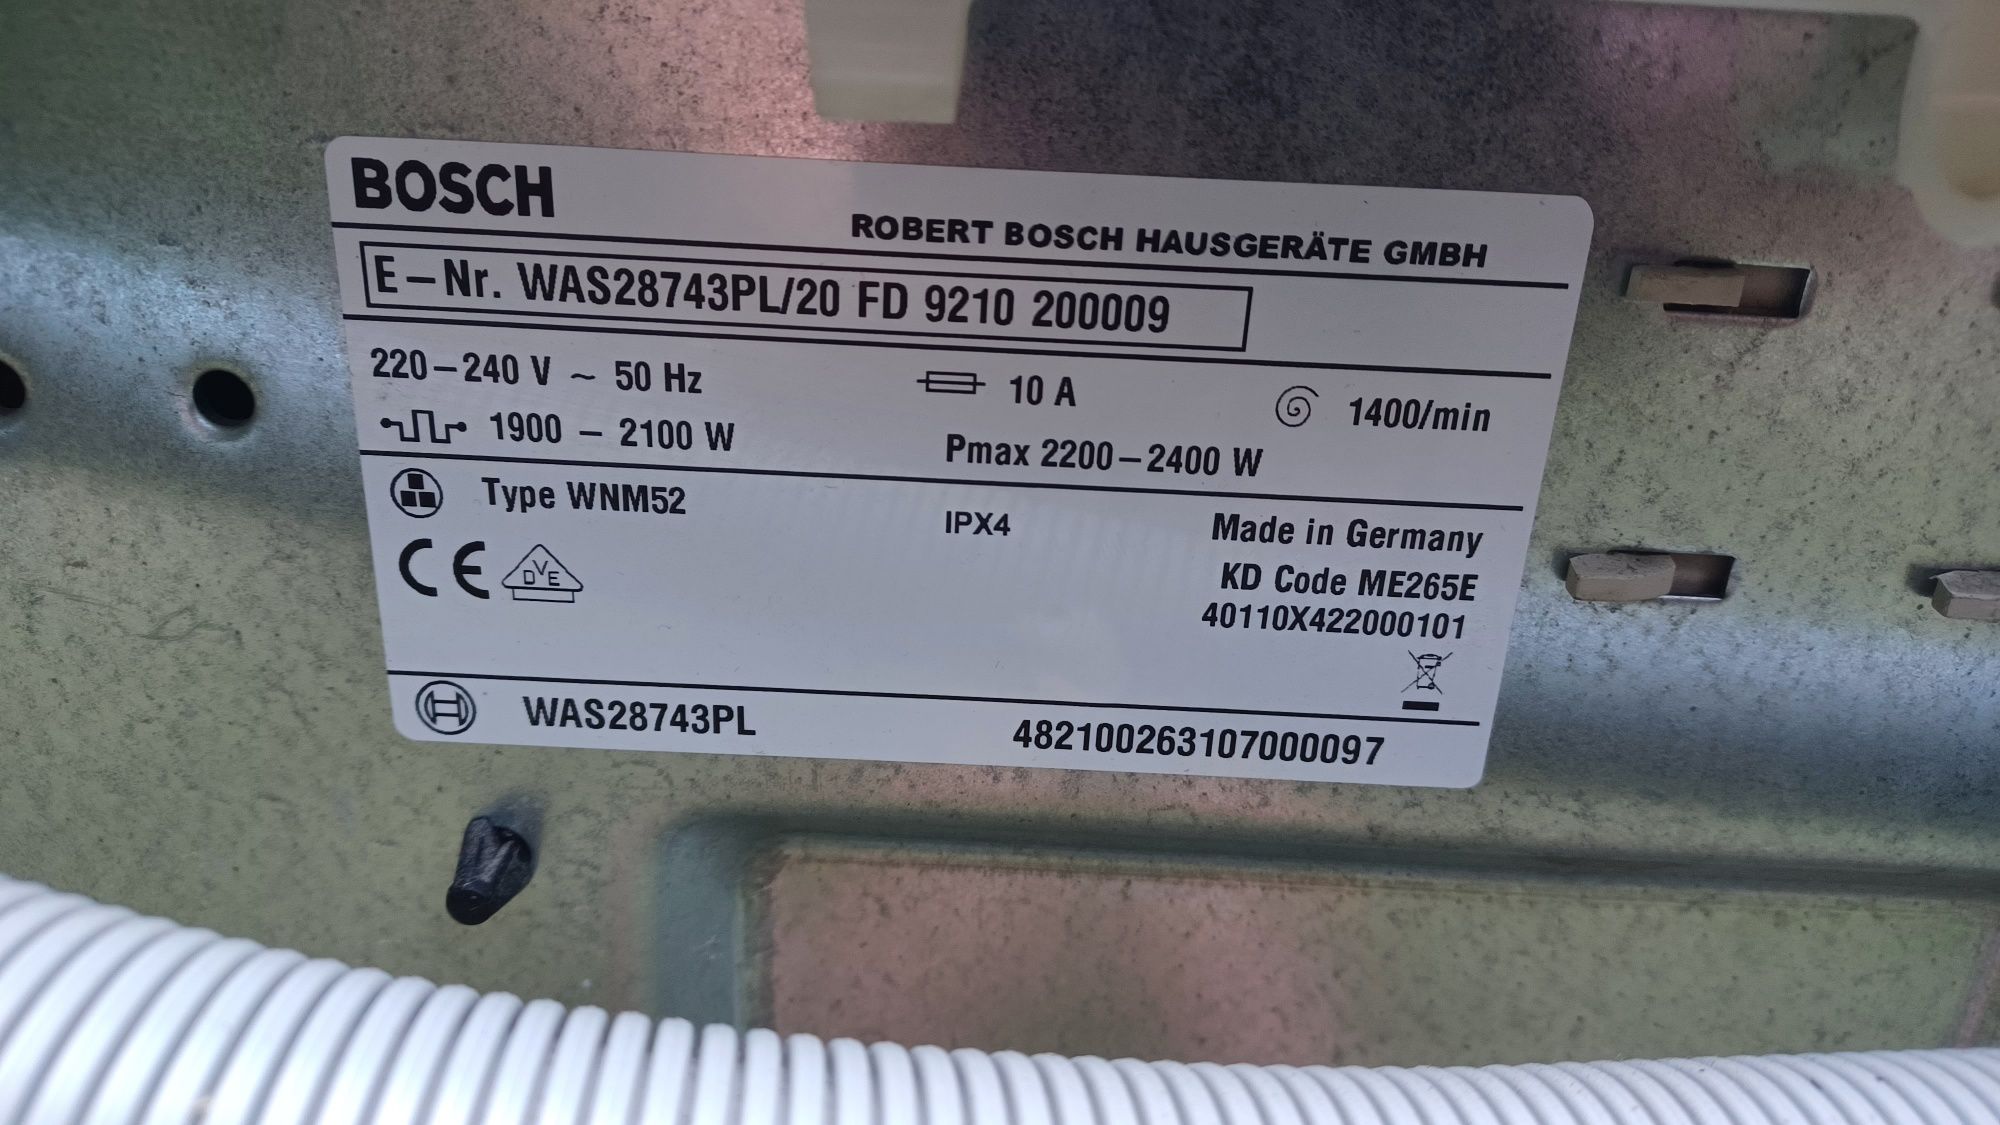 BOSCH
ROBERT BOSCH HAUSGERÄTE GMBH
E-Nr. WAS28743PL/20 FD 9210 200009
220-240 V ~ 50 Hz 10 A 1400/min
1900 - 2100 W Pmax 2200-2400 W
Type WNM52 IPX4 Made in Germany
CE DVE KD Code ME265E
40110X422000101
WAS28743PL 482100263107000097